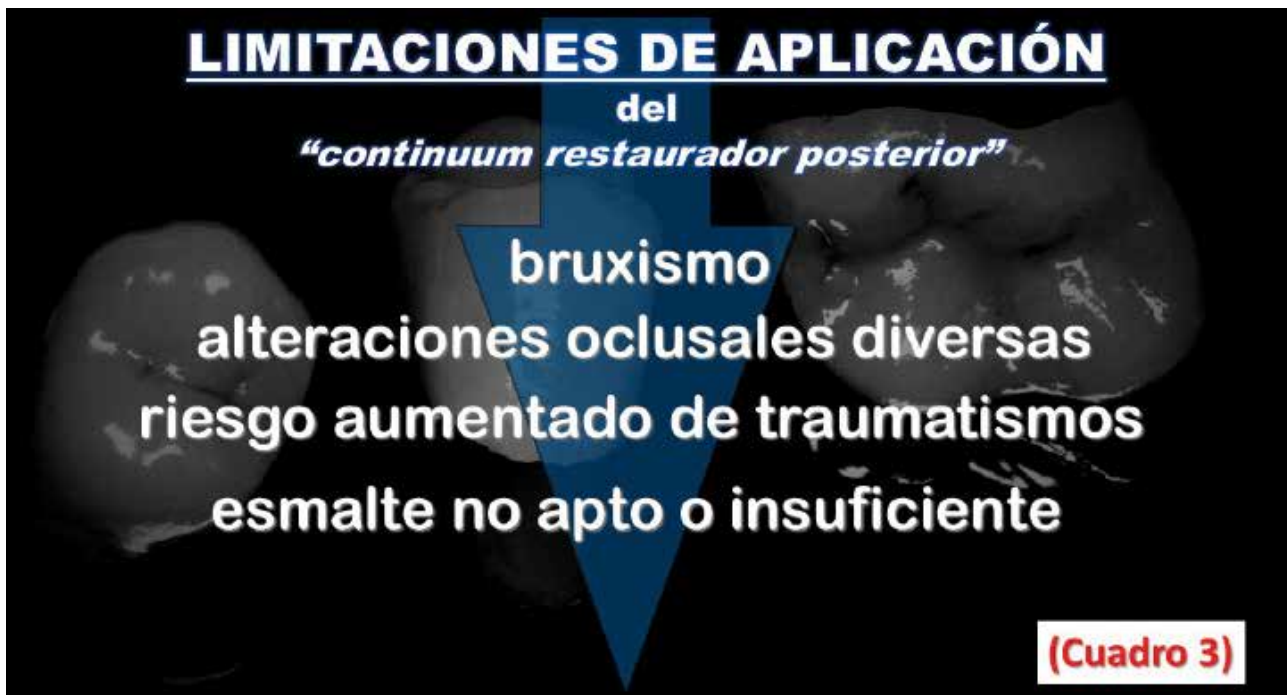 LIMITACIONES DE APLICACIÓN
del
“continuum restaurador posterior”
bruxismo
alteraciones oclusales diversas
riesgo aumentado de traumatismos
esmalte no apto o insuficiente
(Cuadro 3)